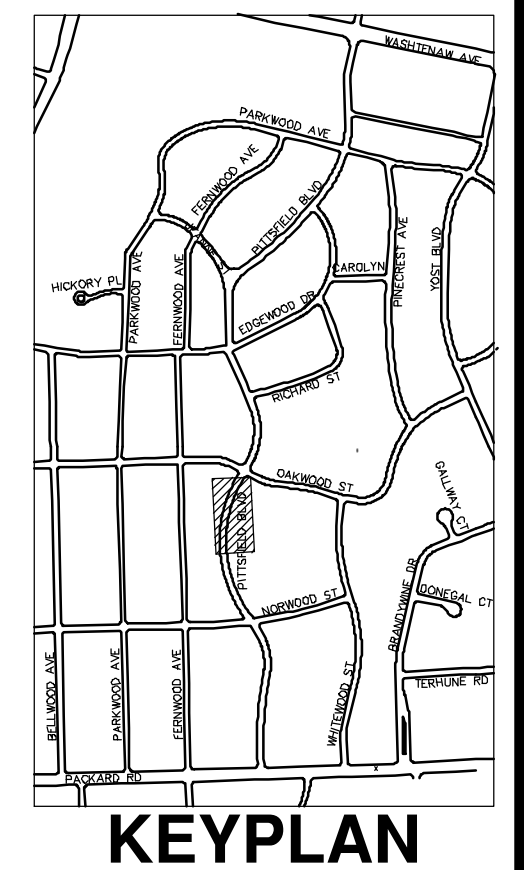 WASHTENAW AVE
PARKWOOD AVE
FERNWOOD AVE
PITTSFIELD BLVD
HICKORY PL
PARKWOOD AVE
FERNWOOD AVE
CAROLYN
PINECREST AVE
YOST BLVD
EDGEWOOD DR
RICHARD ST
OAKWOOD ST
GALLWAY CT
PITTSFIELD BLVD
BRANDYWINE DR
DONEGAL CT
NORWOOD ST
BELLWOOD AVE
PARKWOOD AVE
FERNWOOD AVE
WHITEWOOD ST
TERHUNE RD
PACKARD RD
KEYPLAN